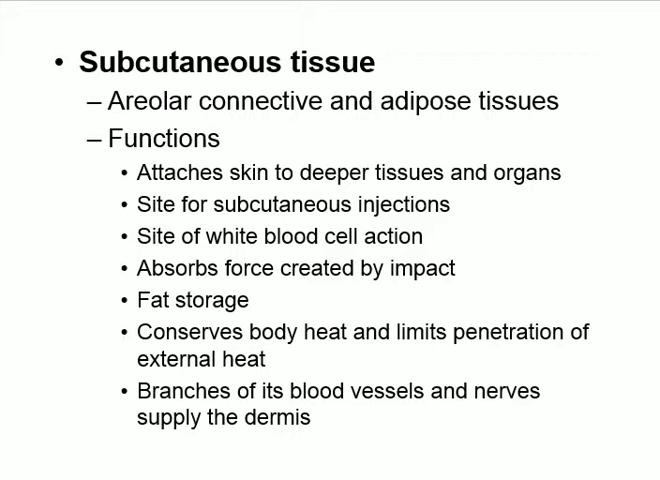 • Subcutaneous tissue
– Areolar connective and adipose tissues
– Functions
• Attaches skin to deeper tissues and organs
• Site for subcutaneous injections
• Site of white blood cell action
• Absorbs force created by impact
• Fat storage
• Conserves body heat and limits penetration of
external heat
• Branches of its blood vessels and nerves
supply the dermis